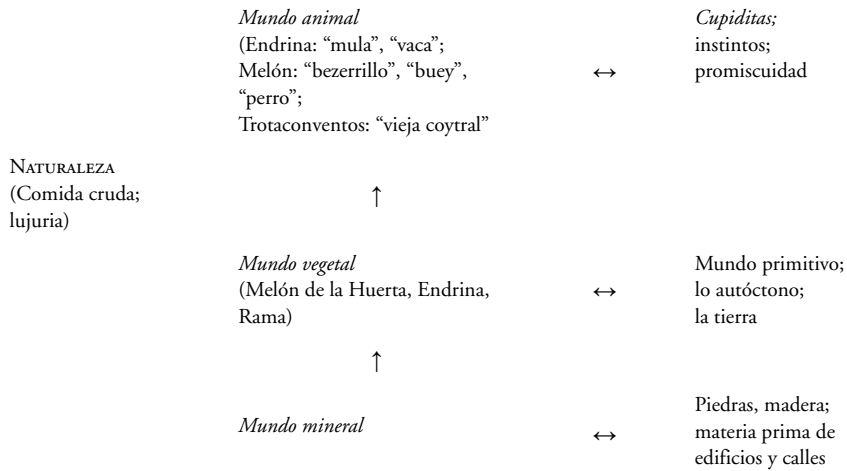 Mundo animal
(Endrina: “mula”, “vaca”;
Melón: “bezerrillo”, “buey”,
“perro”;
Trotaconventos: “vieja coytral”
↔
Cupiditas;
instintos;
promiscuidad
NATURALEZA
(Comida cruda;
lujuria)
↑
Mundo vegetal
(Melón de la Huerta, Endrina,
Rama)
↔
Mundo primitivo;
lo autóctono;
la tierra
↑
Mundo mineral
↔
Piedras, madera;
materia prima de
edificios y calles